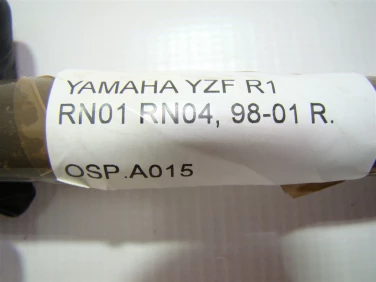 YAMAHA YZF R1
RN01 RN04, 98-01 R.
OSP.A015